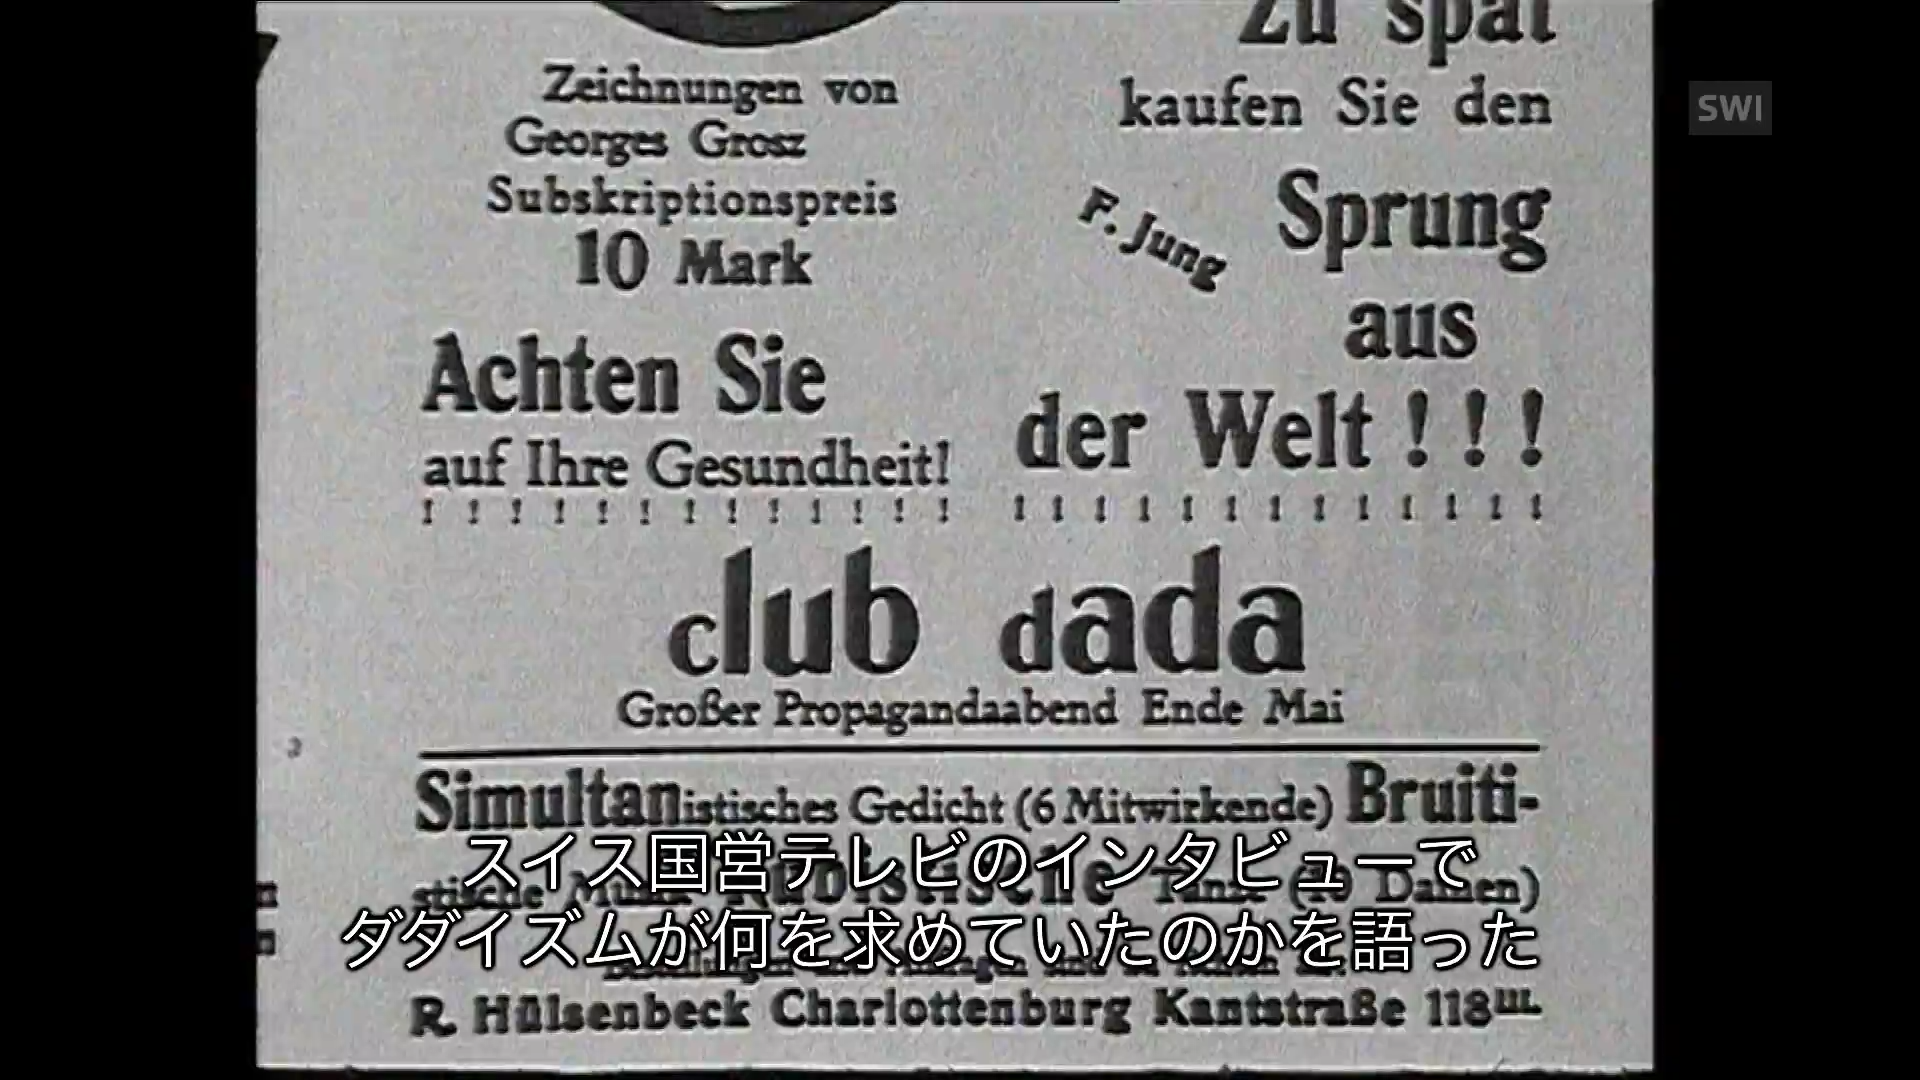 Zu spät
kaufen Sie den
F. Jung
Sprung
aus
der Welt ! ! !
! ! ! ! ! ! ! ! ! ! ! ! !
Zeichnungen von
Georges Grosz
Subskriptionspreis
10 Mark
Achten Sie
auf Ihre Gesundheit!
! ! ! ! ! ! ! ! ! ! ! ! !
club dada
Großer Propagandaabend Ende Mai
Simultanistisches Gedicht (6 Mitwirkende) Bruiti-
stische Damen)
R. Hülsenbeck Charlottenburg Kantstraße 118III.
スイス国営テレビのインタビューで
ダダイズムが何を求めていたのかを語った
SWI